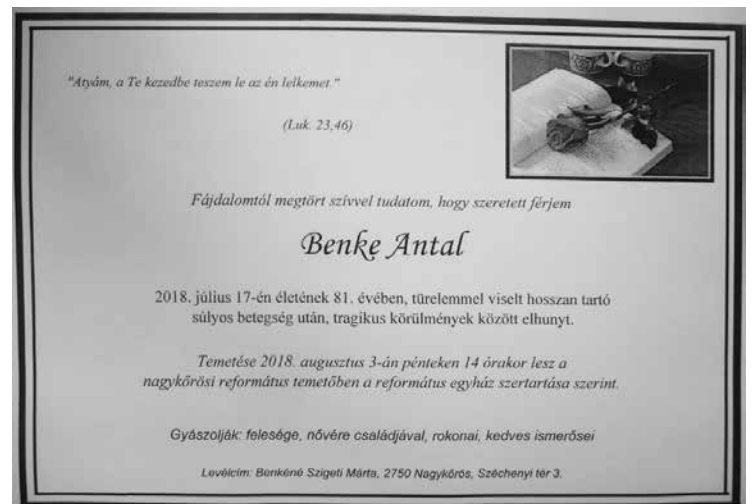 "Atyám, a Te kezedbe teszem le az én lelkemet."
(Luk. 23,46)
Fájdalomtól megtört szívvel tudatom, hogy szeretett férjem
Benke Antal
2018. július 17-én életének 81. évében, türelemmel viselt hosszan tartó
súlyos betegség után, tragikus körülmények között elhunyt.
Temetése 2018. augusztus 3-án pénteken 14 órakor lesz a
nagykőrösi református temetőben a református egyház szertartása szerint.
Gyászolják: felesége, nővére családjával, rokonai, kedves ismerősei
Levélcím: Benkéné Szigeti Márta, 2750 Nagykőrös, Széchenyi tér 3.